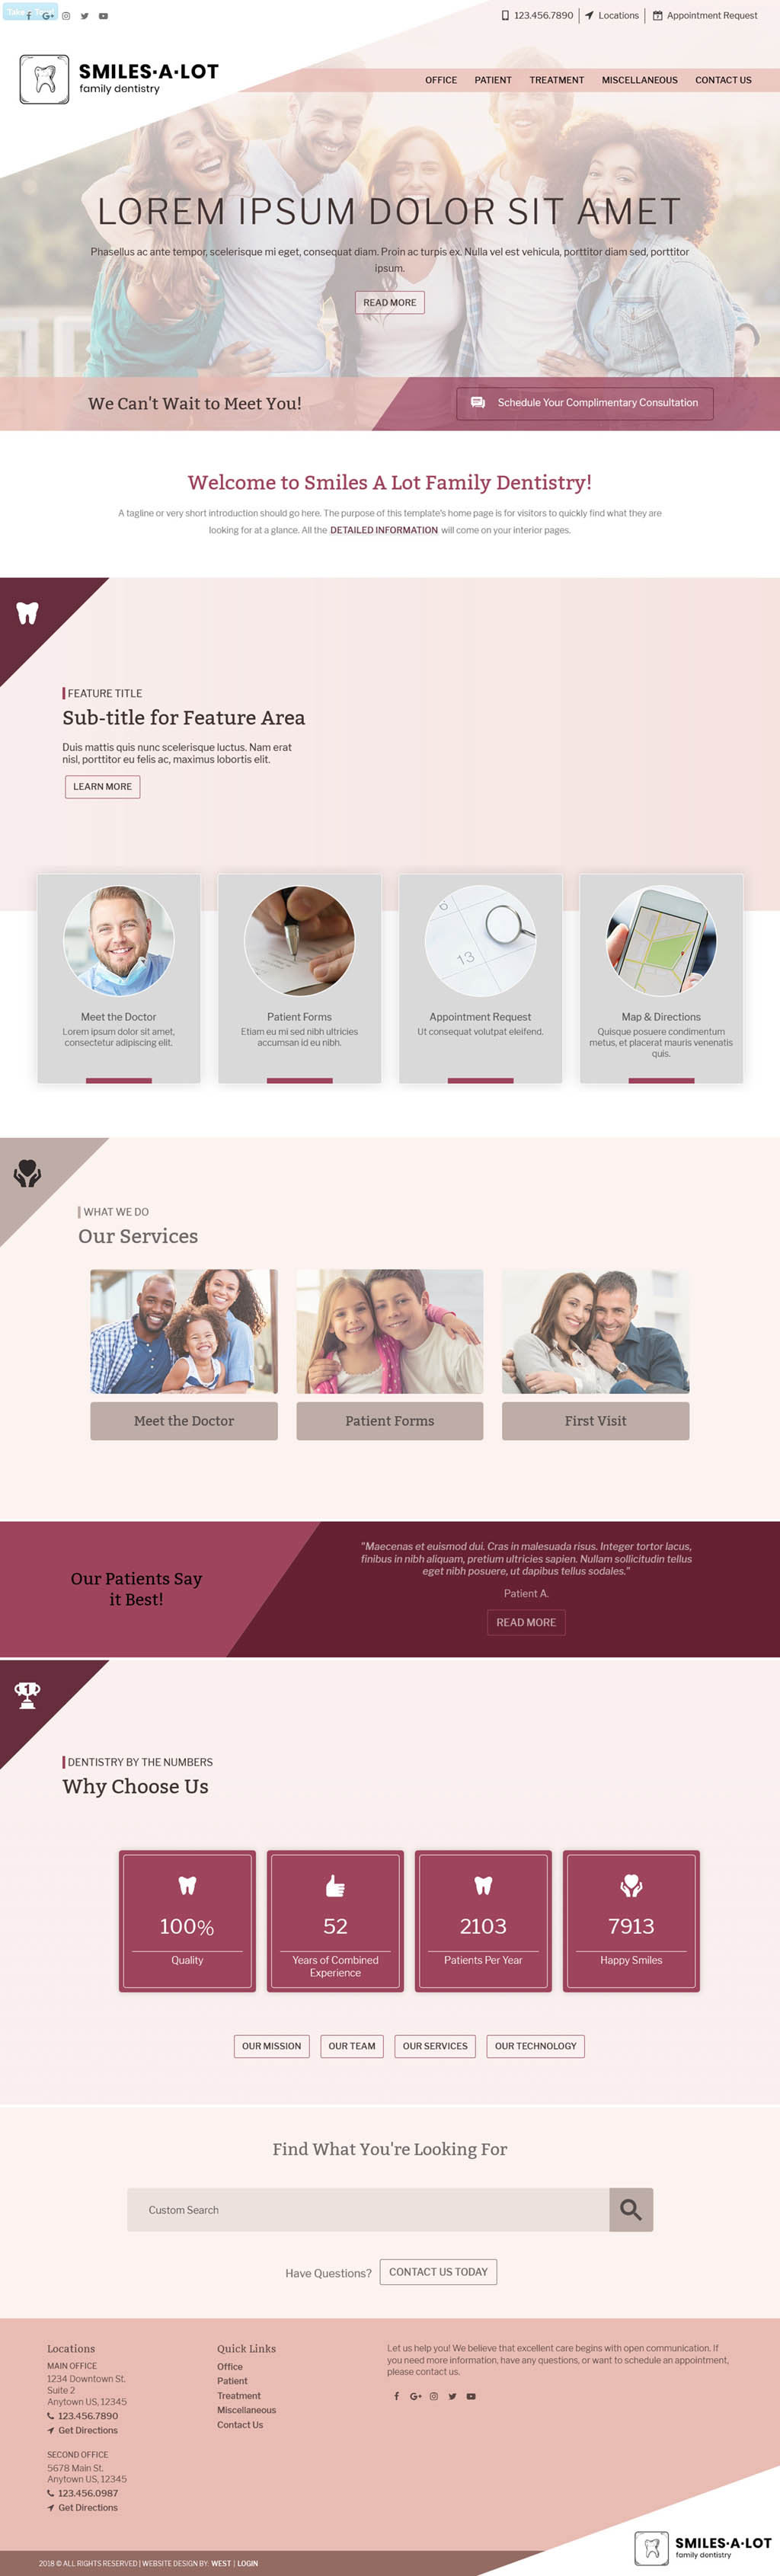 123.456.7890
Locations
Appointment Request
SMILES·A·LOT
family dentistry
OFFICE PATIENT TREATMENT MISCELLANEOUS CONTACT US
LOREM IPSUM DOLOR SIT AMET
Phasellus ac ante tempor, scelerisque mi eget, consequat diam. Proin ac turpis ex. Nulla vel est vehicula, porttitor diam sed, porttitor
ipsum.
READ MORE
We Can't Wait to Meet You!
Schedule Your Complimentary Consultation
Welcome to Smiles A Lot Family Dentistry!
A tagline or very short introduction should go here. The purpose of this template's home page is for visitors to quickly find what they are
looking for at a glance. All the DETAILED INFORMATION will come on your interior pages.
FEATURE TITLE
Sub-title for Feature Area
Duis mattis quis nunc scelerisque luctus. Nam erat
nisl, porttitor eu felis ac, maximus lobortis elit.
LEARN MORE
6
13
Meet the Doctor
Lorem ipsum dolor sit amet,
consectetur adipiscing elit.
Patient Forms
Etiam eu mi sed nibh ultricies
accumsan id eu nibh.
Appointment Request
Ut consequat volutpat eleifend.
Map & Directions
Quisque posuere condimentum
metus, et placerat mauris venenatis
quis.
WHAT WE DO
Our Services
Meet the Doctor
Patient Forms
First Visit
Our Patients Say
it Best!
"Maecenas et euismod dui. Cras in malesuada risus. Integer tortor lacus,
finibus in nibh aliquam, pretium ultricies sapien. Nullam sollicitudin tellus
eget nibh posuere, ut dapibus tellus sodales."
Patient A.
READ MORE
1
DENTISTRY BY THE NUMBERS
Why Choose Us
100%
Quality
52
Years of Combined
Experience
2103
Patients Per Year
7913
Happy Smiles
OUR MISSION
OUR TEAM
OUR SERVICES
OUR TECHNOLOGY
Find What You're Looking For
Custom Search
Have Questions?
CONTACT US TODAY
Locations
MAIN OFFICE
1234 Downtown St.
Suite 2
Anytown US, 12345
123.456.7890
Get Directions
SECOND OFFICE
5678 Main St.
Anytown US, 12345
123.456.0987
Get Directions
Quick Links
Office
Patient
Treatment
Miscellaneous
Contact Us
Let us help you! We believe that excellent care begins with open communication. If
you need more information, have any questions, or want to schedule an appointment,
please contact us.
SMILES·A·LOT
family dentistry
2018 © ALL RIGHTS RESERVED | WEBSITE DESIGN BY: WEST | LOGIN